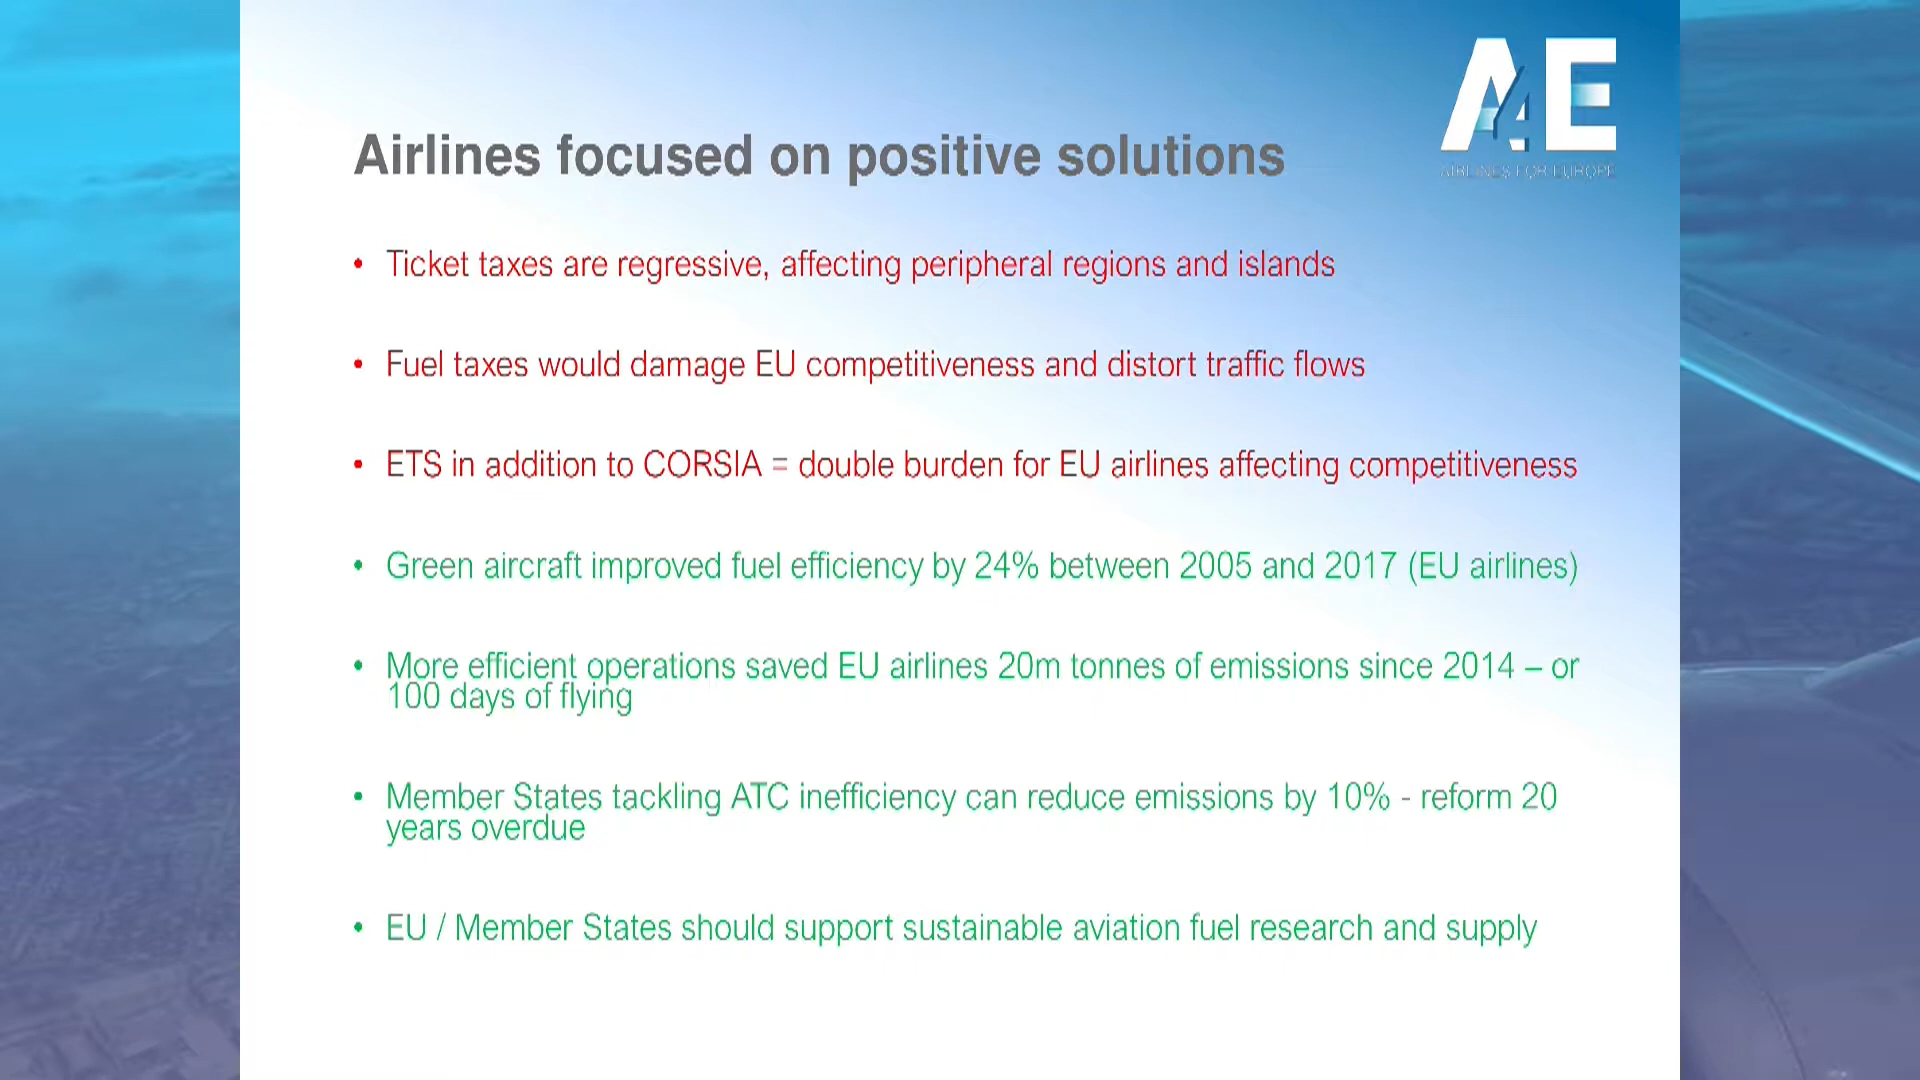 A4E
AIRLINES FOR EUROPE
Airlines focused on positive solutions
• Ticket taxes are regressive, affecting peripheral regions and islands
• Fuel taxes would damage EU competitiveness and distort traffic flows
• ETS in addition to CORSIA = double burden for EU airlines affecting competitiveness
• Green aircraft improved fuel efficiency by 24% between 2005 and 2017 (EU airlines)
• More efficient operations saved EU airlines 20m tonnes of emissions since 2014 – or
100 days of flying
• Member States tackling ATC inefficiency can reduce emissions by 10% - reform 20
years overdue
• EU / Member States should support sustainable aviation fuel research and supply